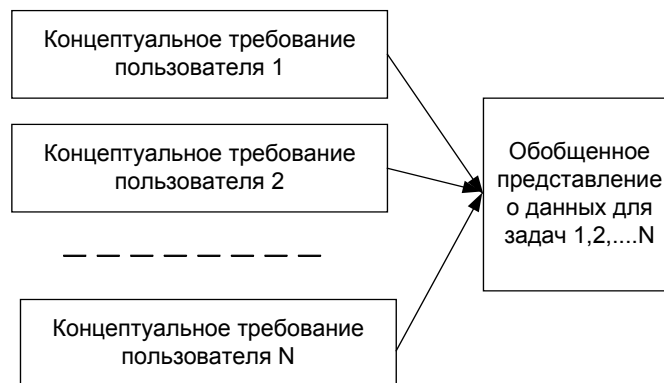 Концептуальное требование
пользователя 1
Концептуальное требование
пользователя 2
Обобщенное
представление
о данных для
задач 1,2,....N
Концептуальное требование
пользователя N